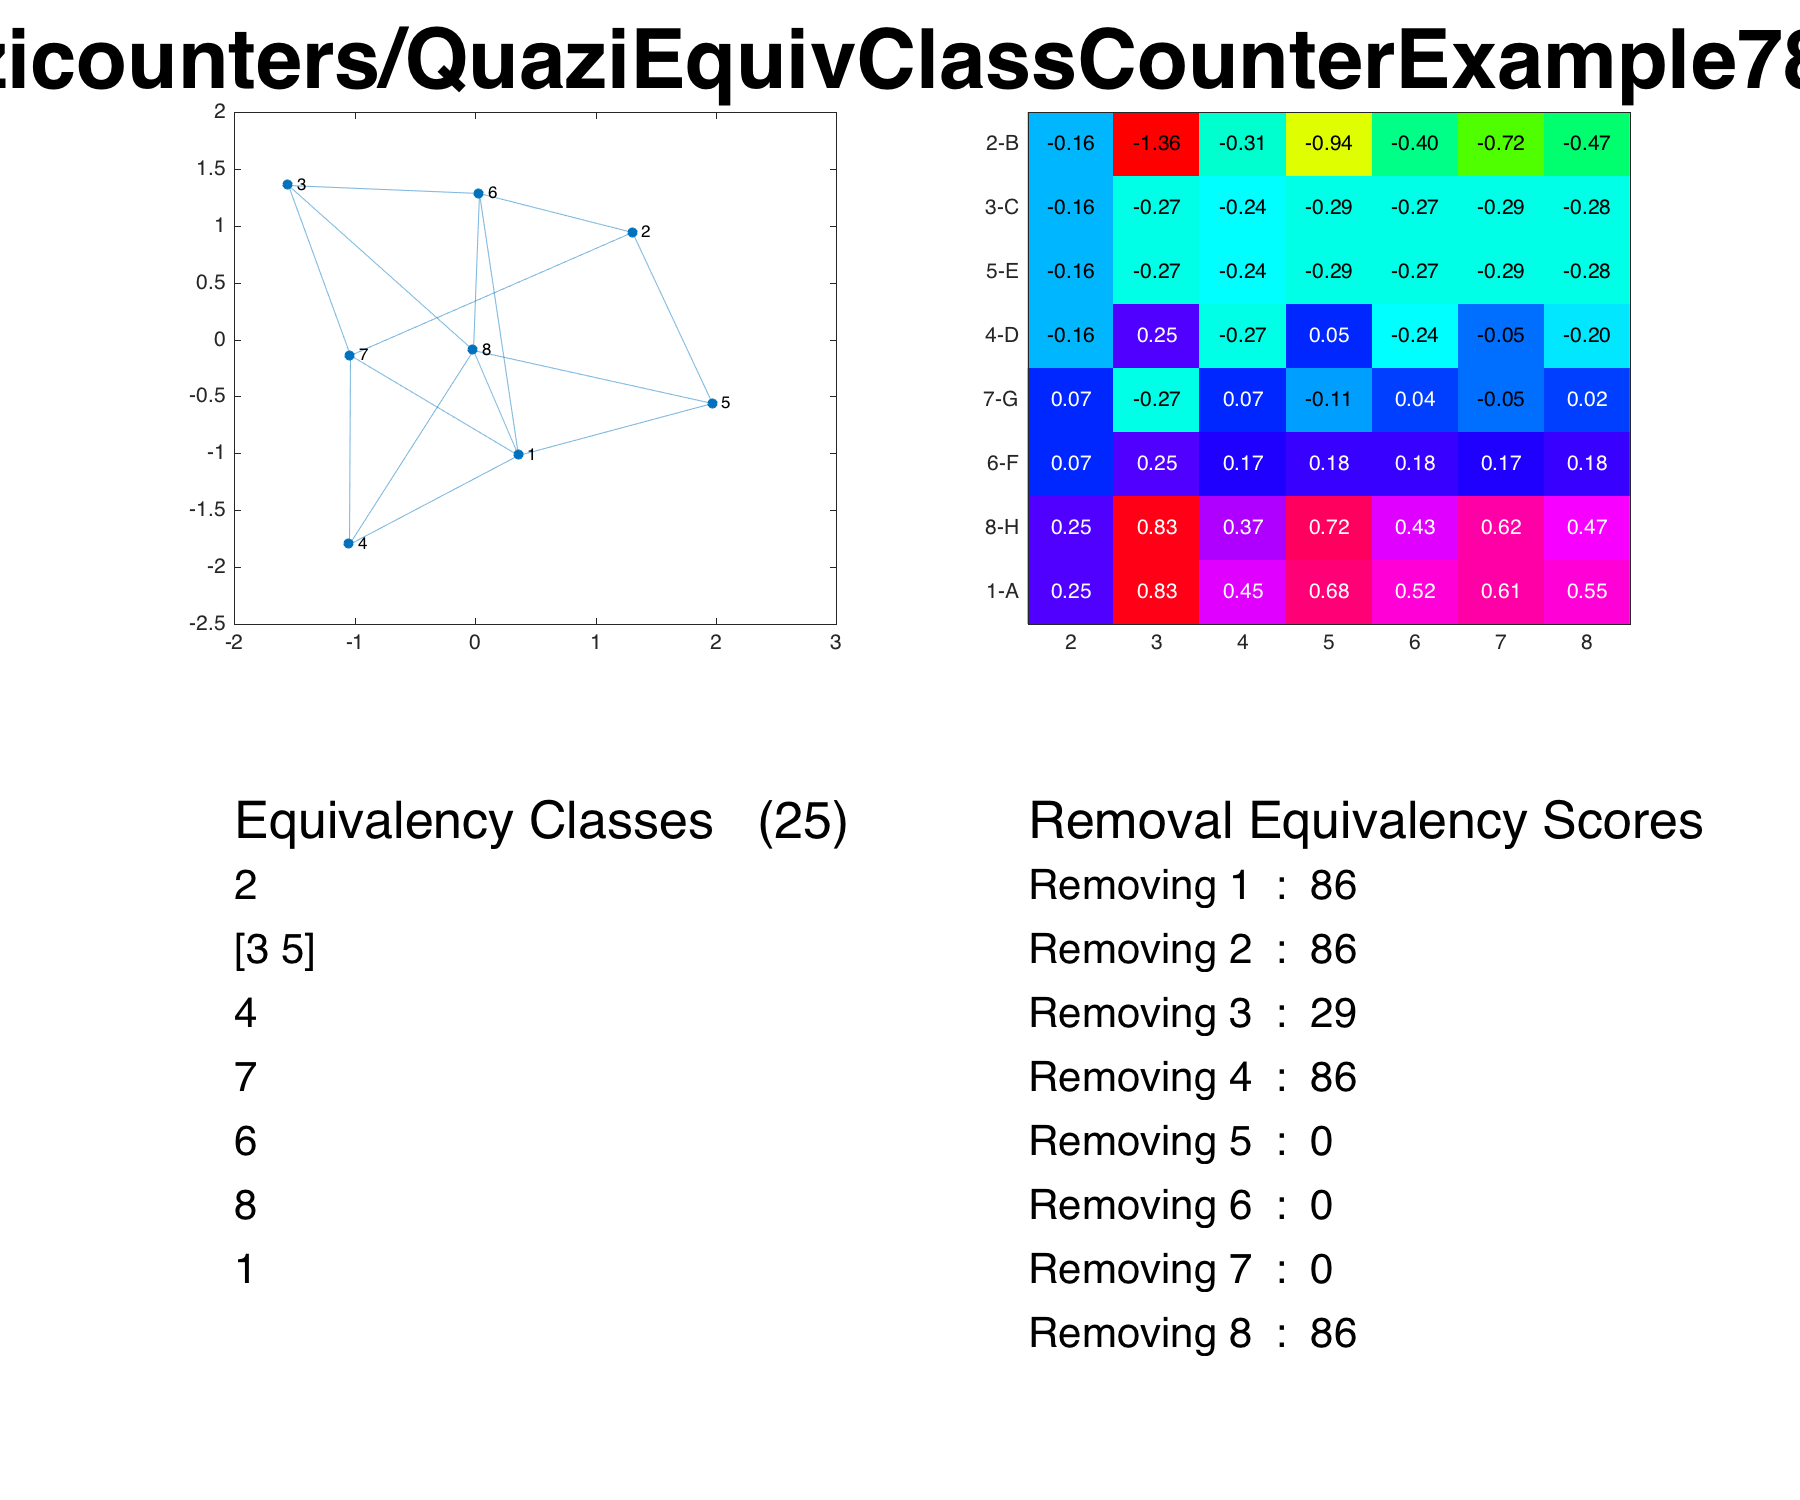 zicounters/QuaziEquivClassCounterExample78
2
1.5
1
0.5
0
-0.5
-1
-1.5
-2
-2.5
-2 -1 0 1 2 3
3
6
2
7
8
5
1
4
2-B -0.16 -1.36 -0.31 -0.94 -0.40 -0.72 -0.47
3-C -0.16 -0.27 -0.24 -0.29 -0.27 -0.29 -0.28
5-E -0.16 -0.27 -0.24 -0.29 -0.27 -0.29 -0.28
4-D -0.16 0.25 -0.27 0.05 -0.24 -0.05 -0.20
7-G 0.07 -0.27 0.07 -0.11 0.04 -0.05 0.02
6-F 0.07 0.25 0.17 0.18 0.18 0.17 0.18
8-H 0.25 0.83 0.37 0.72 0.43 0.62 0.47
1-A 0.25 0.83 0.45 0.68 0.52 0.61 0.55
2 3 4 5 6 7 8
Equivalency Classes (25)
2
[3 5]
4
7
6
8
1
Removal Equivalency Scores
Removing 1 : 86
Removing 2 : 86
Removing 3 : 29
Removing 4 : 86
Removing 5 : 0
Removing 6 : 0
Removing 7 : 0
Removing 8 : 86